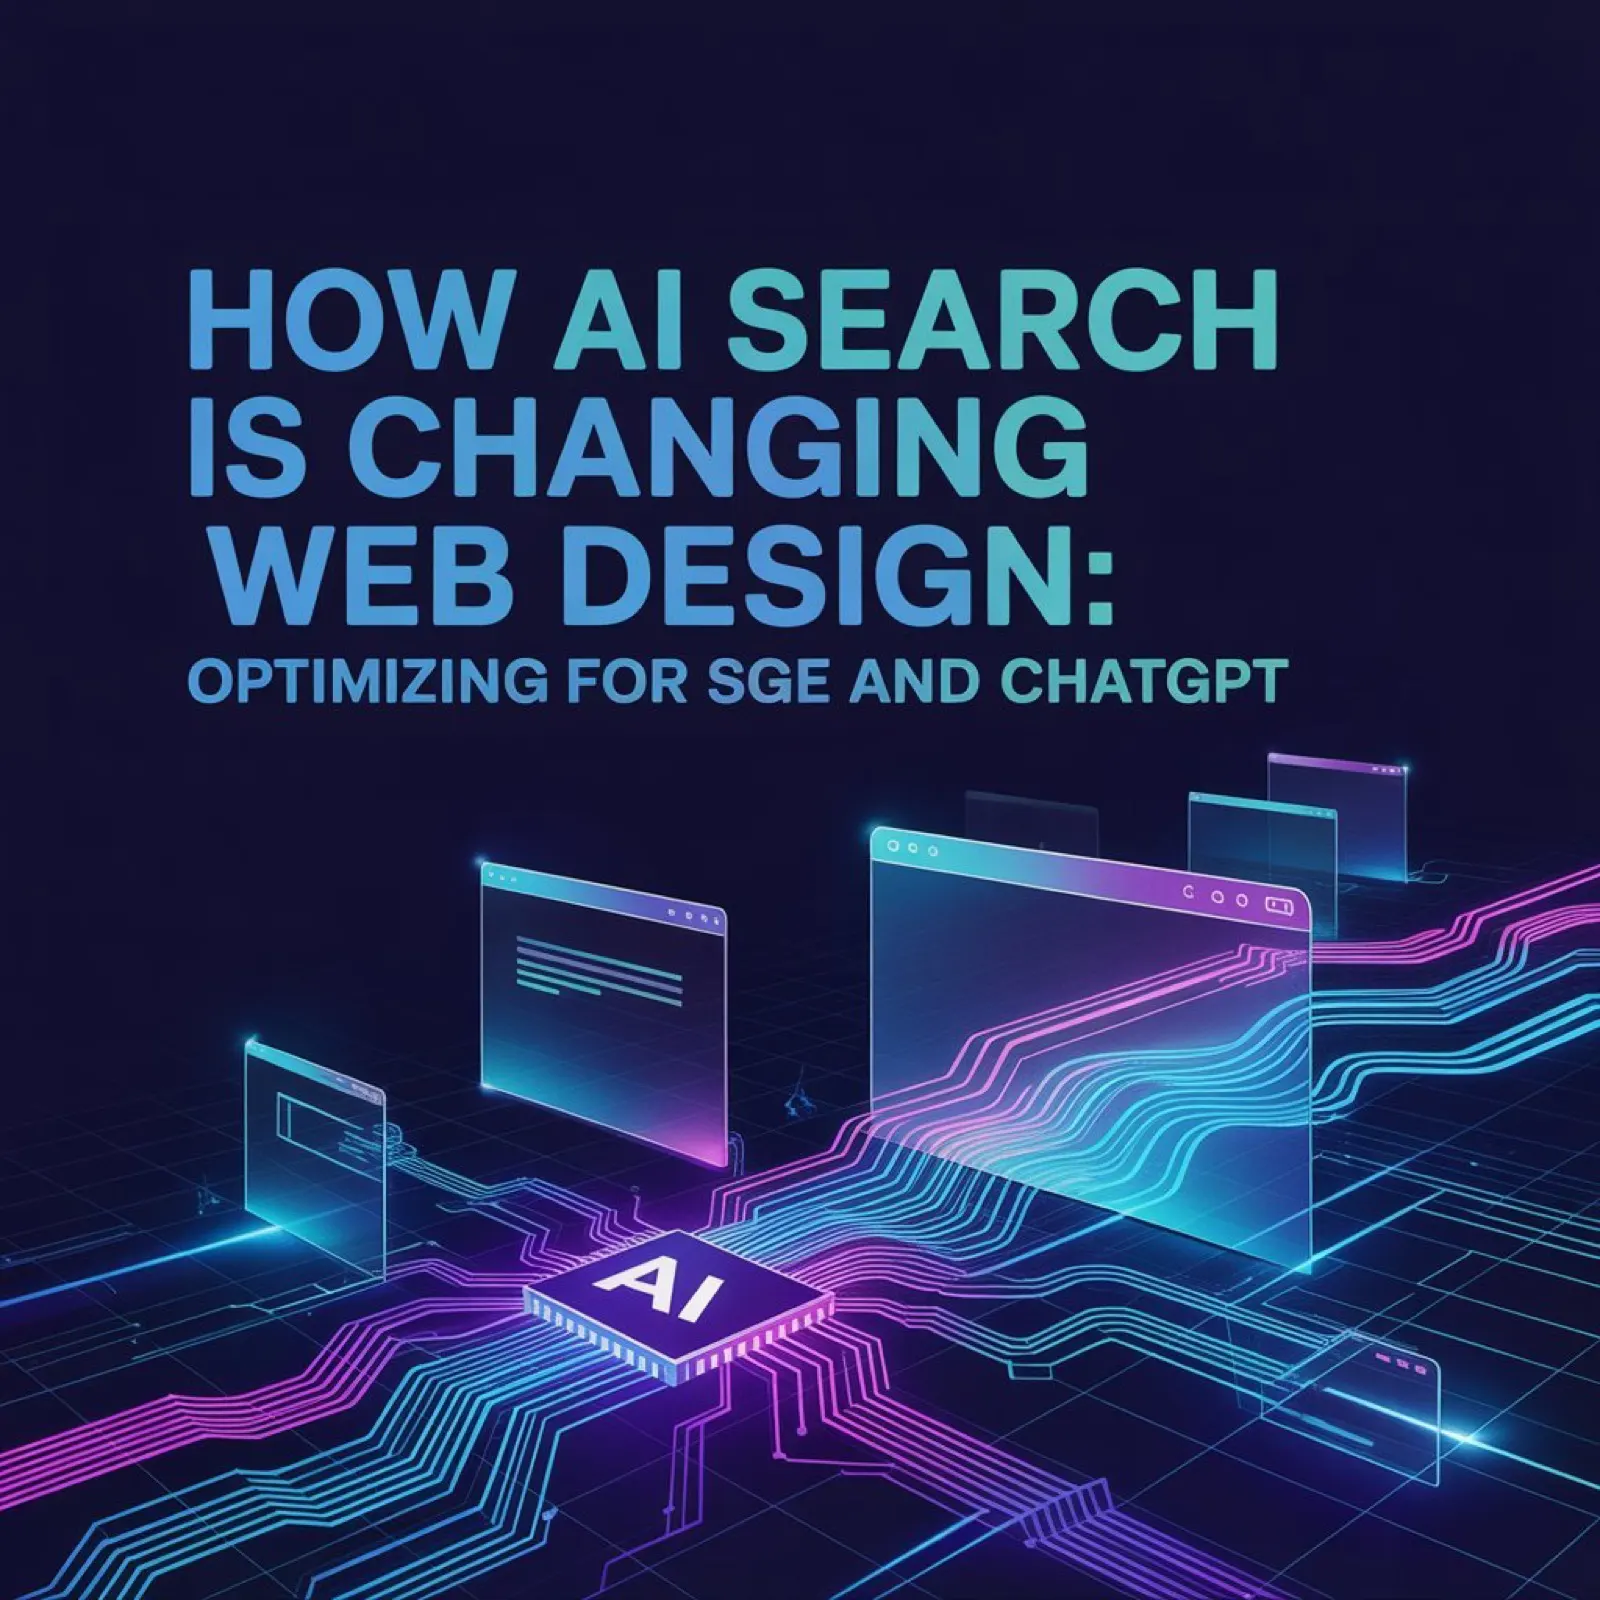 HOW AI SEARCH
IS CHANGING
WEB DESIGN:
OPTIMIZING FOR SGE AND CHATGPT
AI